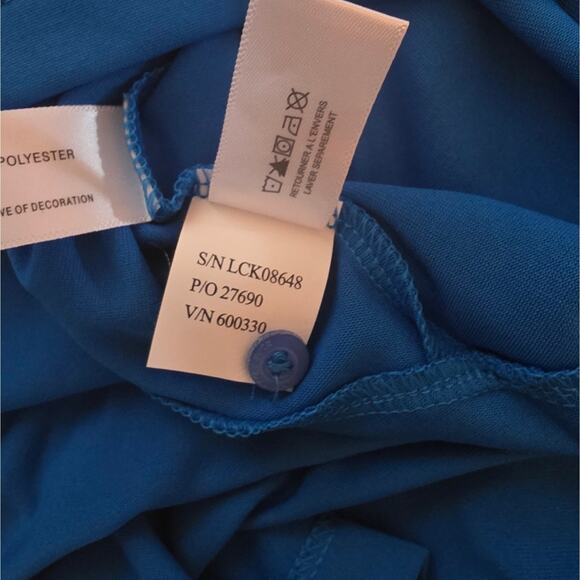 POLYESTER
VE OF DECORATION
RETOURNER A L'ENVERS
LAVER SEPAREMENT
S/N LCK08648
P/O 27690
V/N 600330